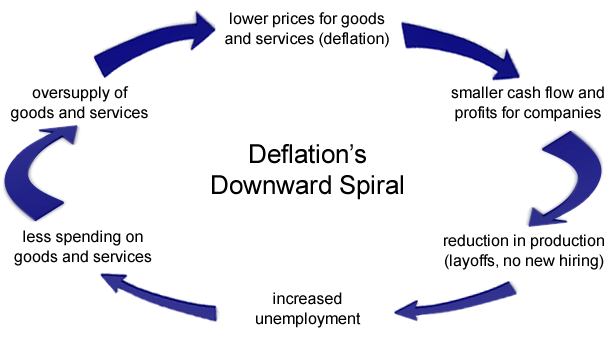 lower prices for goods
and services (deflation)
smaller cash flow and
profits for companies
reduction in production
(layoffs, no new hiring)
increased
unemployment
less spending on
goods and services
oversupply of
goods and services
Deflation’s
Downward Spiral